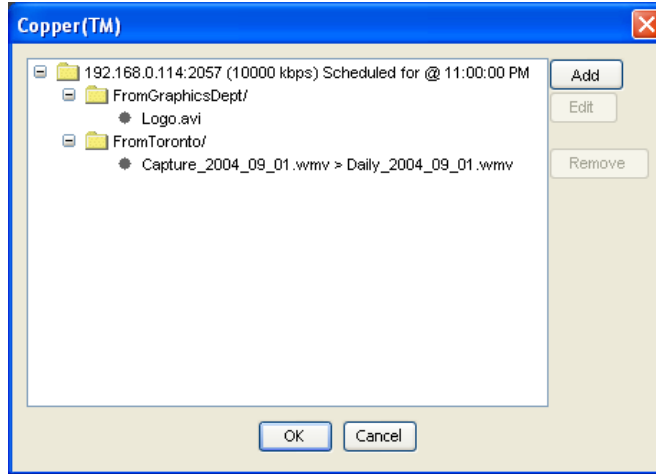 Copper(TM)
192.168.0.114:2057 (10000 kbps) Scheduled for @ 11:00:00 PM
FromGraphicsDept/
Logo.avi
FromToronto/
Capture_2004_09_01.wmv > Daily_2004_09_01.wmv
Add
Edit
Remove
OK
Cancel